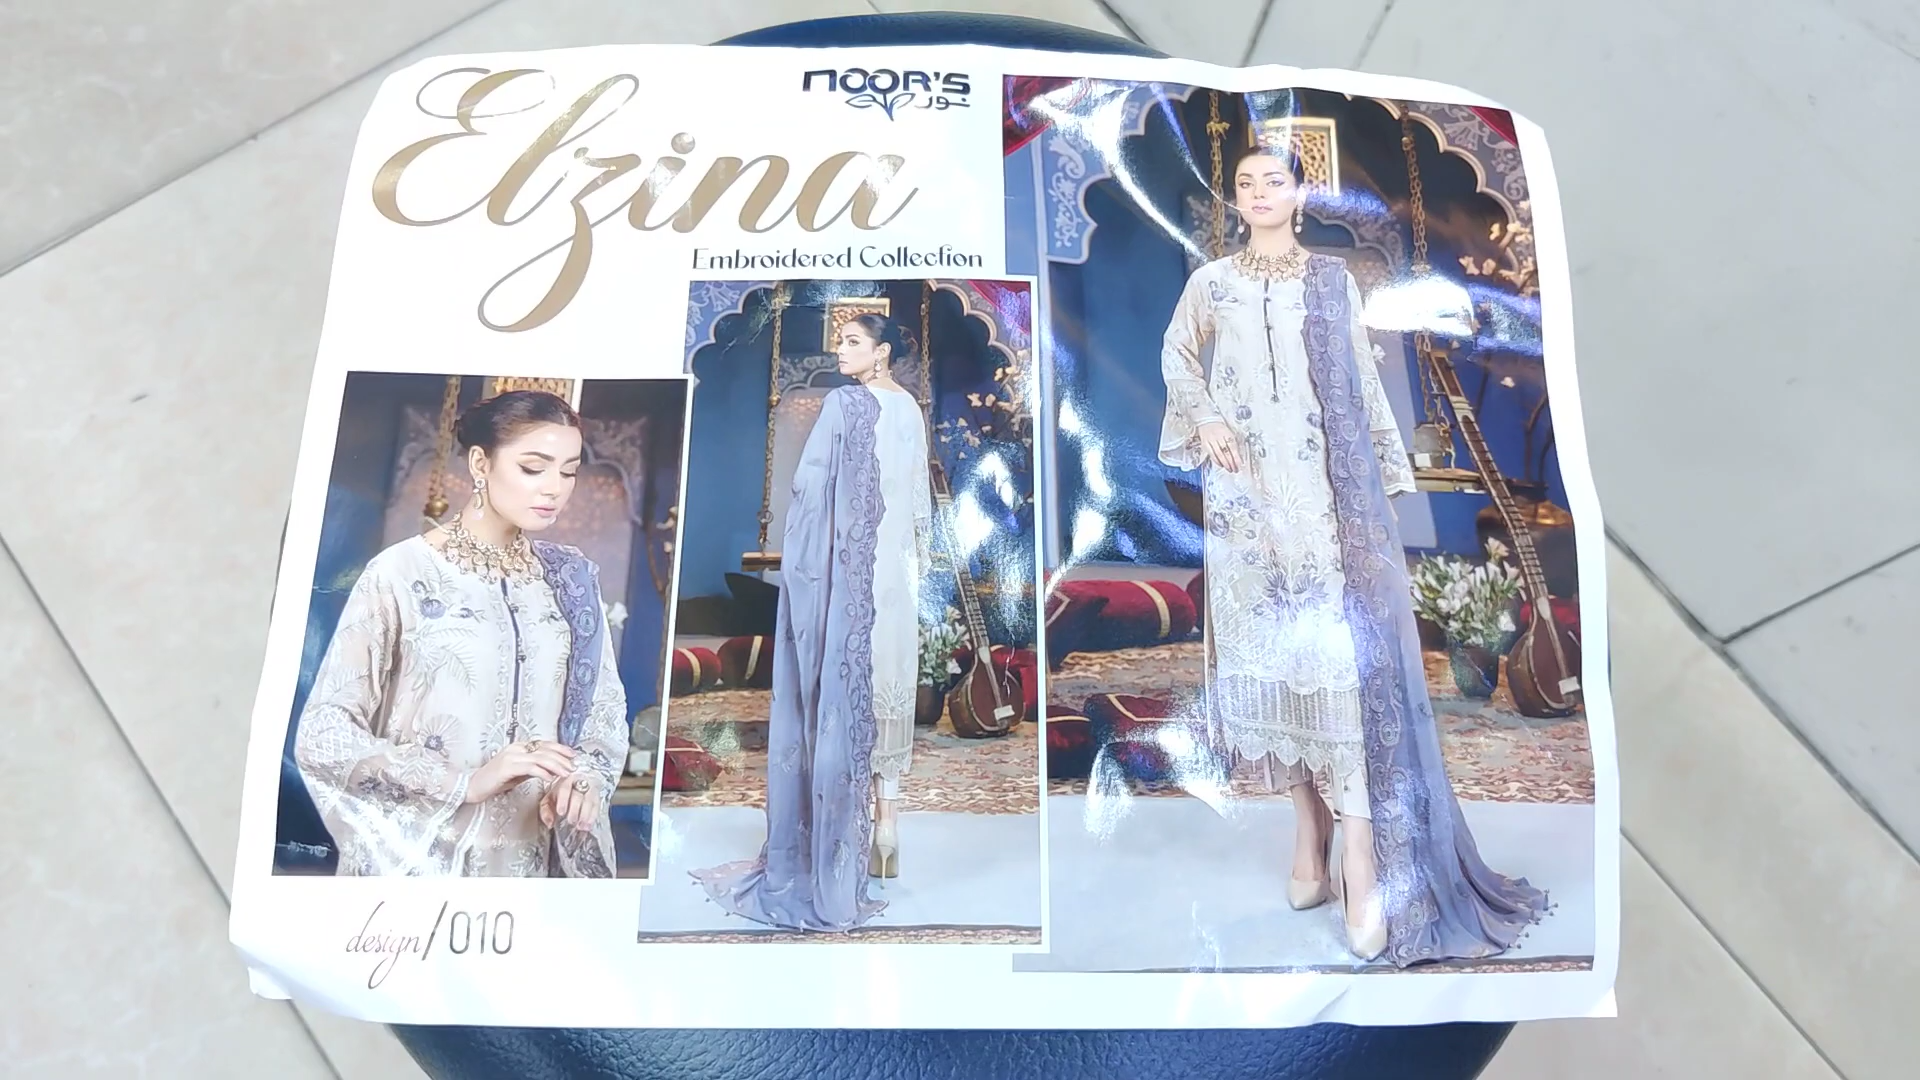 Elzina
NOOR'S
نور
Embroidered Collection
design/010